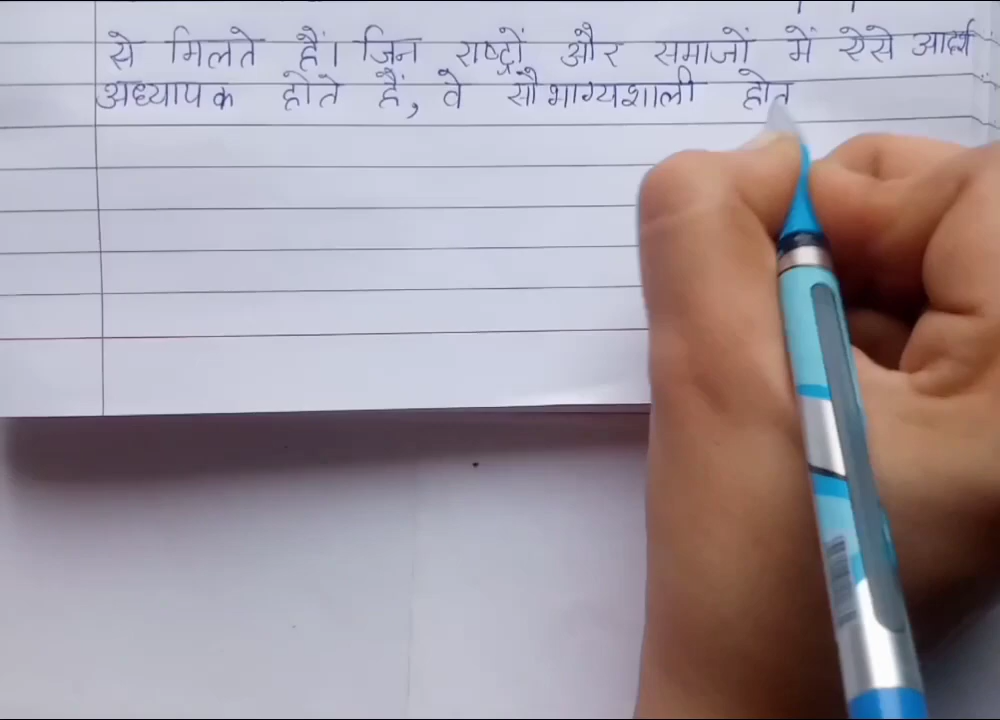 से मिलते हैं। जिन राष्ट्रों और समाजों में ऐसे आदर्श
अध्यापक होते हैं, वे सौभाग्यशाली होत